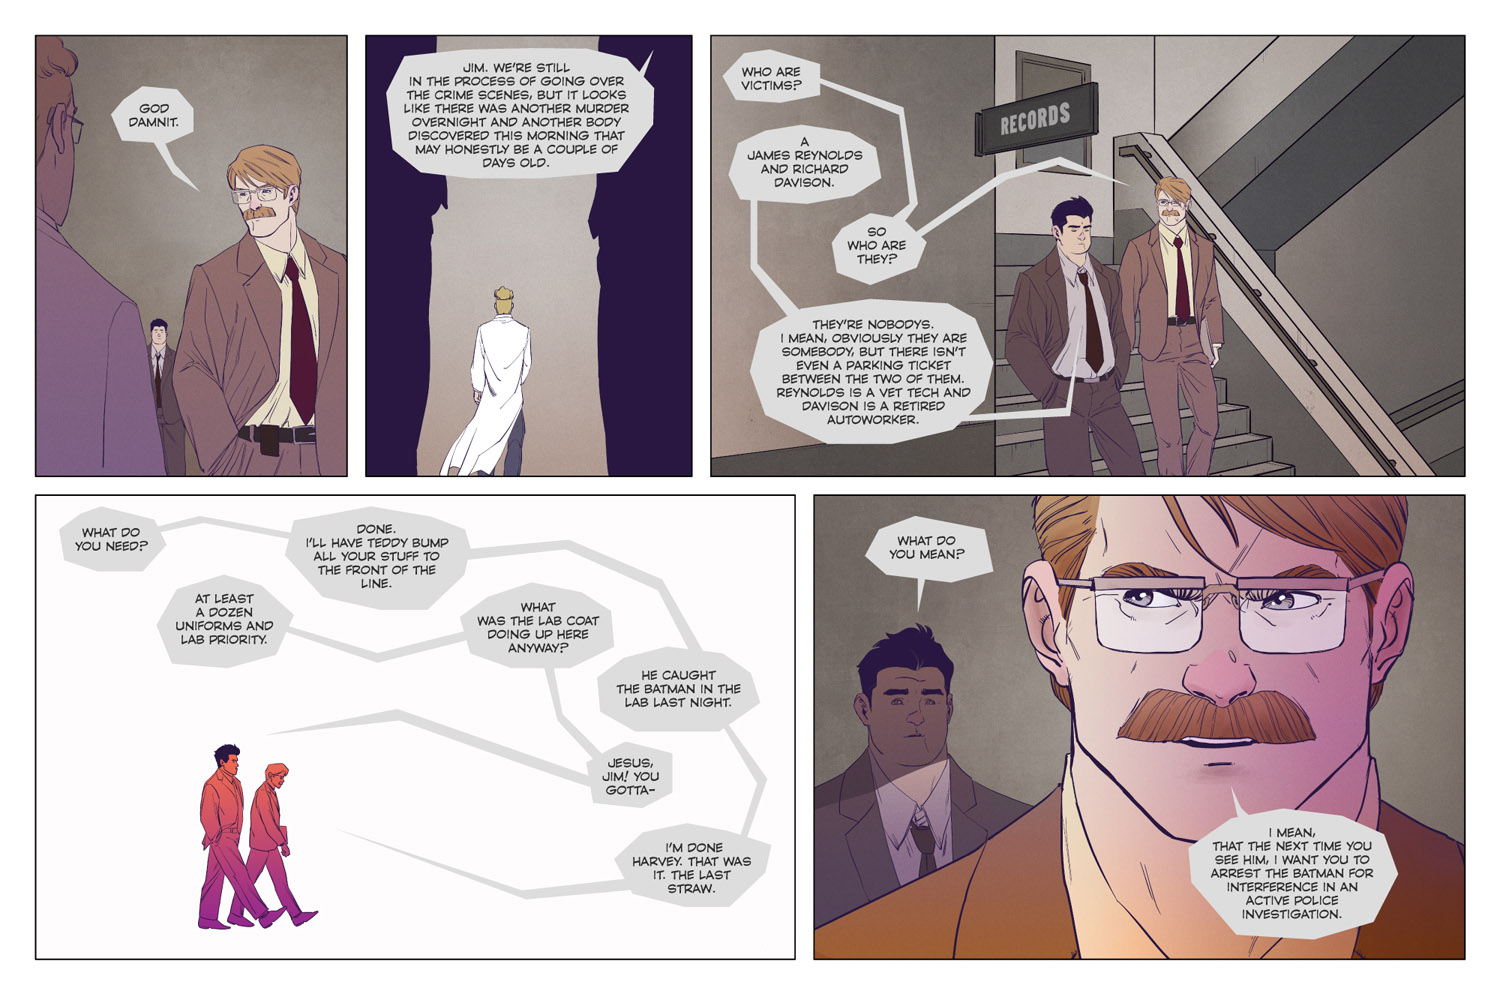 GOD
DAMNIT.
JIM. WE'RE STILL
IN THE PROCESS OF GOING OVER
THE CRIME SCENES, BUT IT LOOKS
LIKE THERE WAS ANOTHER MURDER
OVERNIGHT AND ANOTHER BODY
DISCOVERED THIS MORNING THAT
MAY HONESTLY BE A COUPLE OF
DAYS OLD.
WHO ARE
VICTIMS?
A
JAMES REYNOLDS
AND RICHARD
DAVISON.
SO
WHO ARE
THEY?
THEY'RE NOBODYS.
I MEAN, OBVIOUSLY THEY ARE
SOMEBODY, BUT THERE ISN'T
EVEN A PARKING TICKET
BETWEEN THE TWO OF THEM.
REYNOLDS IS A VET TECH AND
DAVISON IS A RETIRED
AUTOWORKER.
RECORDS
WHAT DO
YOU NEED?
AT LEAST
A DOZEN
UNIFORMS AND
LAB PRIORITY.
DONE.
I'LL HAVE TEDDY BUMP
ALL YOUR STUFF TO
THE FRONT OF THE
LINE.
WHAT
WAS THE LAB COAT
DOING UP HERE
ANYWAY?
HE CAUGHT
THE BATMAN IN THE
LAB LAST NIGHT.
JESUS,
JIM! YOU
GOTTA-
I'M DONE
HARVEY. THAT WAS
IT. THE LAST
STRAW.
WHAT DO
YOU MEAN?
I MEAN,
THAT THE NEXT TIME YOU
SEE HIM, I WANT YOU TO
ARREST THE BATMAN FOR
INTERFERENCE IN AN
ACTIVE POLICE
INVESTIGATION.